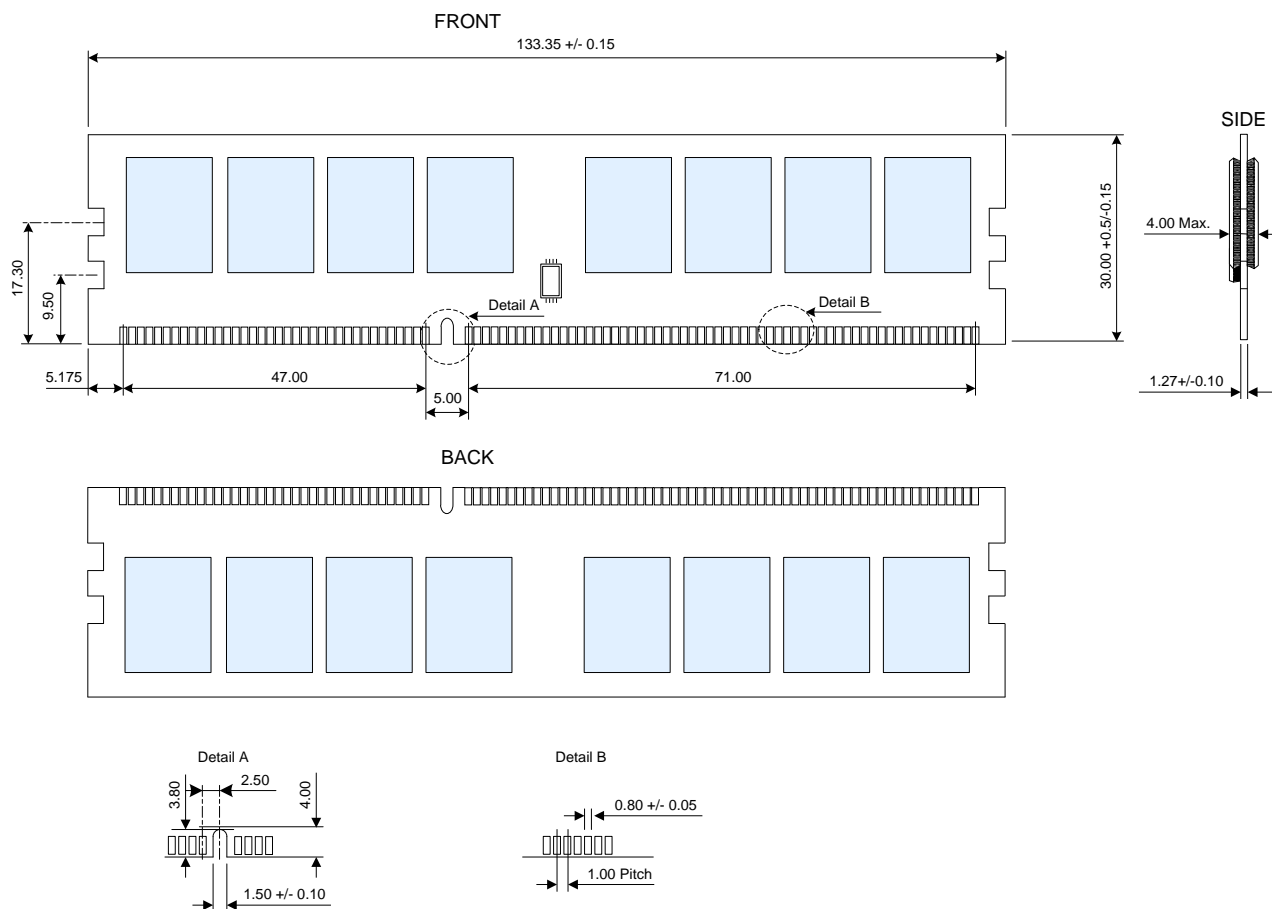 FRONT
133.35 +/- 0.15
SIDE
17.30
9.50
30.00 +0.5/-0.15
4.00 Max.
Detail A
Detail B
5.175
47.00
5.00
71.00
1.27+/-0.10
BACK
Detail A
Detail B
3.80
2.50
4.00
0.80 +/- 0.05
1.50 +/- 0.10
1.00 Pitch